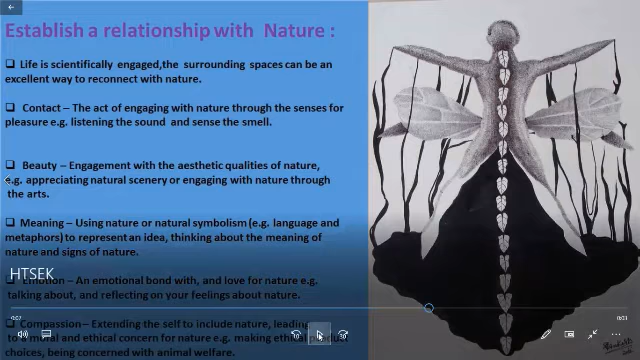 Establish a relationship with Nature :
❑ Life is scientifically engaged,the surrounding spaces can be an
excellent way to reconnect with nature.
❑ Contact – The act of engaging with nature through the senses for
pleasure e.g. listening the sound and sense the smell.
❑ Beauty – Engagement with the aesthetic qualities of nature,
e.g. appreciating natural scenery or engaging with nature through
the arts.
❑ Meaning – Using nature or natural symbolism (e.g. language and
metaphors) to represent an idea, thinking about the meaning of
nature and signs of nature.
HTSEK
❑ Emotion – An emotional bond with, and love for nature e.g.
talking about, and reflecting on your feelings about nature.
0:07
0:03
❑ Compassion – Extending the self to include nature, leading
to a moral and ethical concern for nature e.g. making ethical product
choices, being concerned with animal welfare.